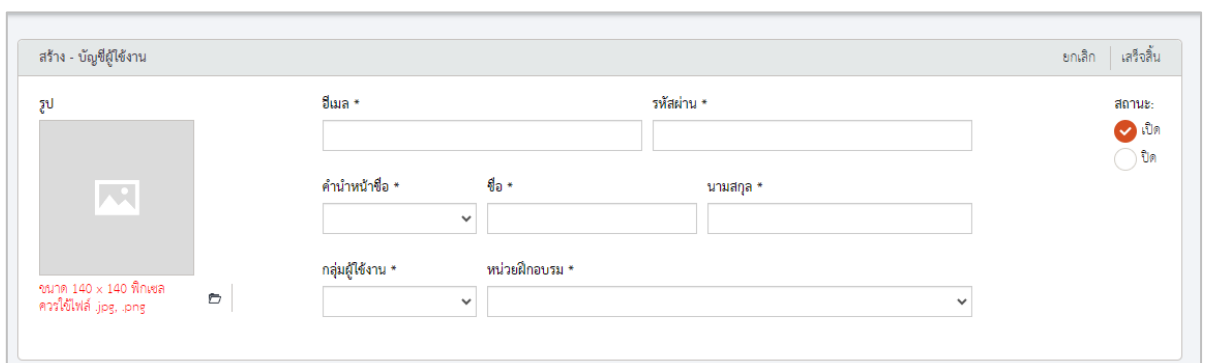 สร้าง - บัญชีผู้ใช้งาน ยกเลิก เสร็จสิ้น
รูป อีเมล * รหัสผ่าน * สถานะ:
เปิด
ปิด
คำนำหน้าชื่อ * ชื่อ * นามสกุล *
กลุ่มผู้ใช้งาน * หน่วยฝึกอบรม *
ขนาด 140 x 140 พิกเซล
ควรใช้ไฟล์ .jpg, .png